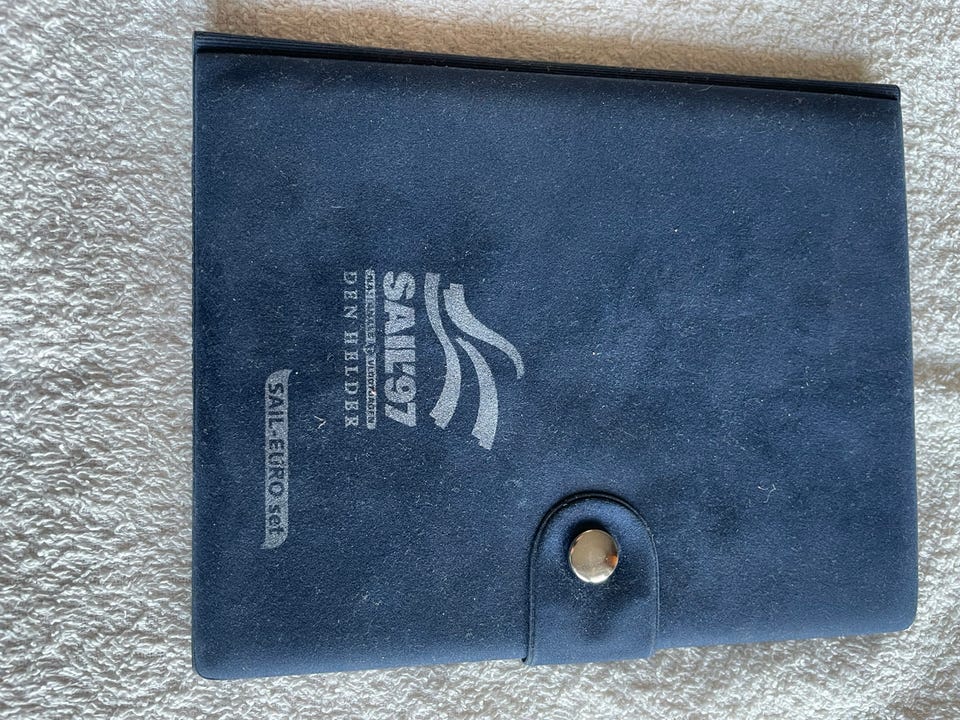 SAIL'97
DEN HELDER
SAIL-EURO set